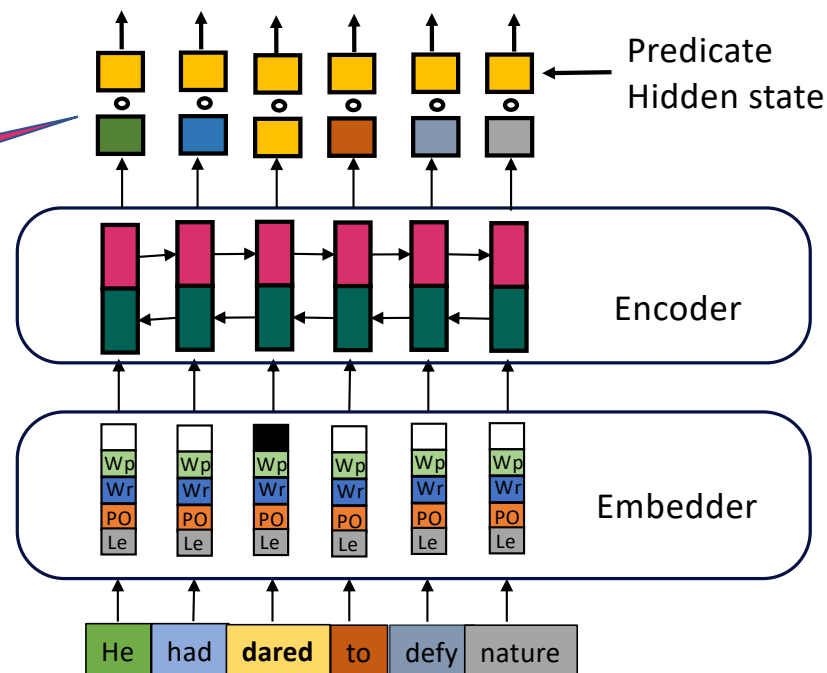 Predicate
Hidden state
Encoder
Wp Wp Wp Wp Wp Wp
Wr Wr Wr Wr Wr Wr
PO PO PO PO PO PO
Le Le Le Le Le Le
Embedder
He had dared to defy nature